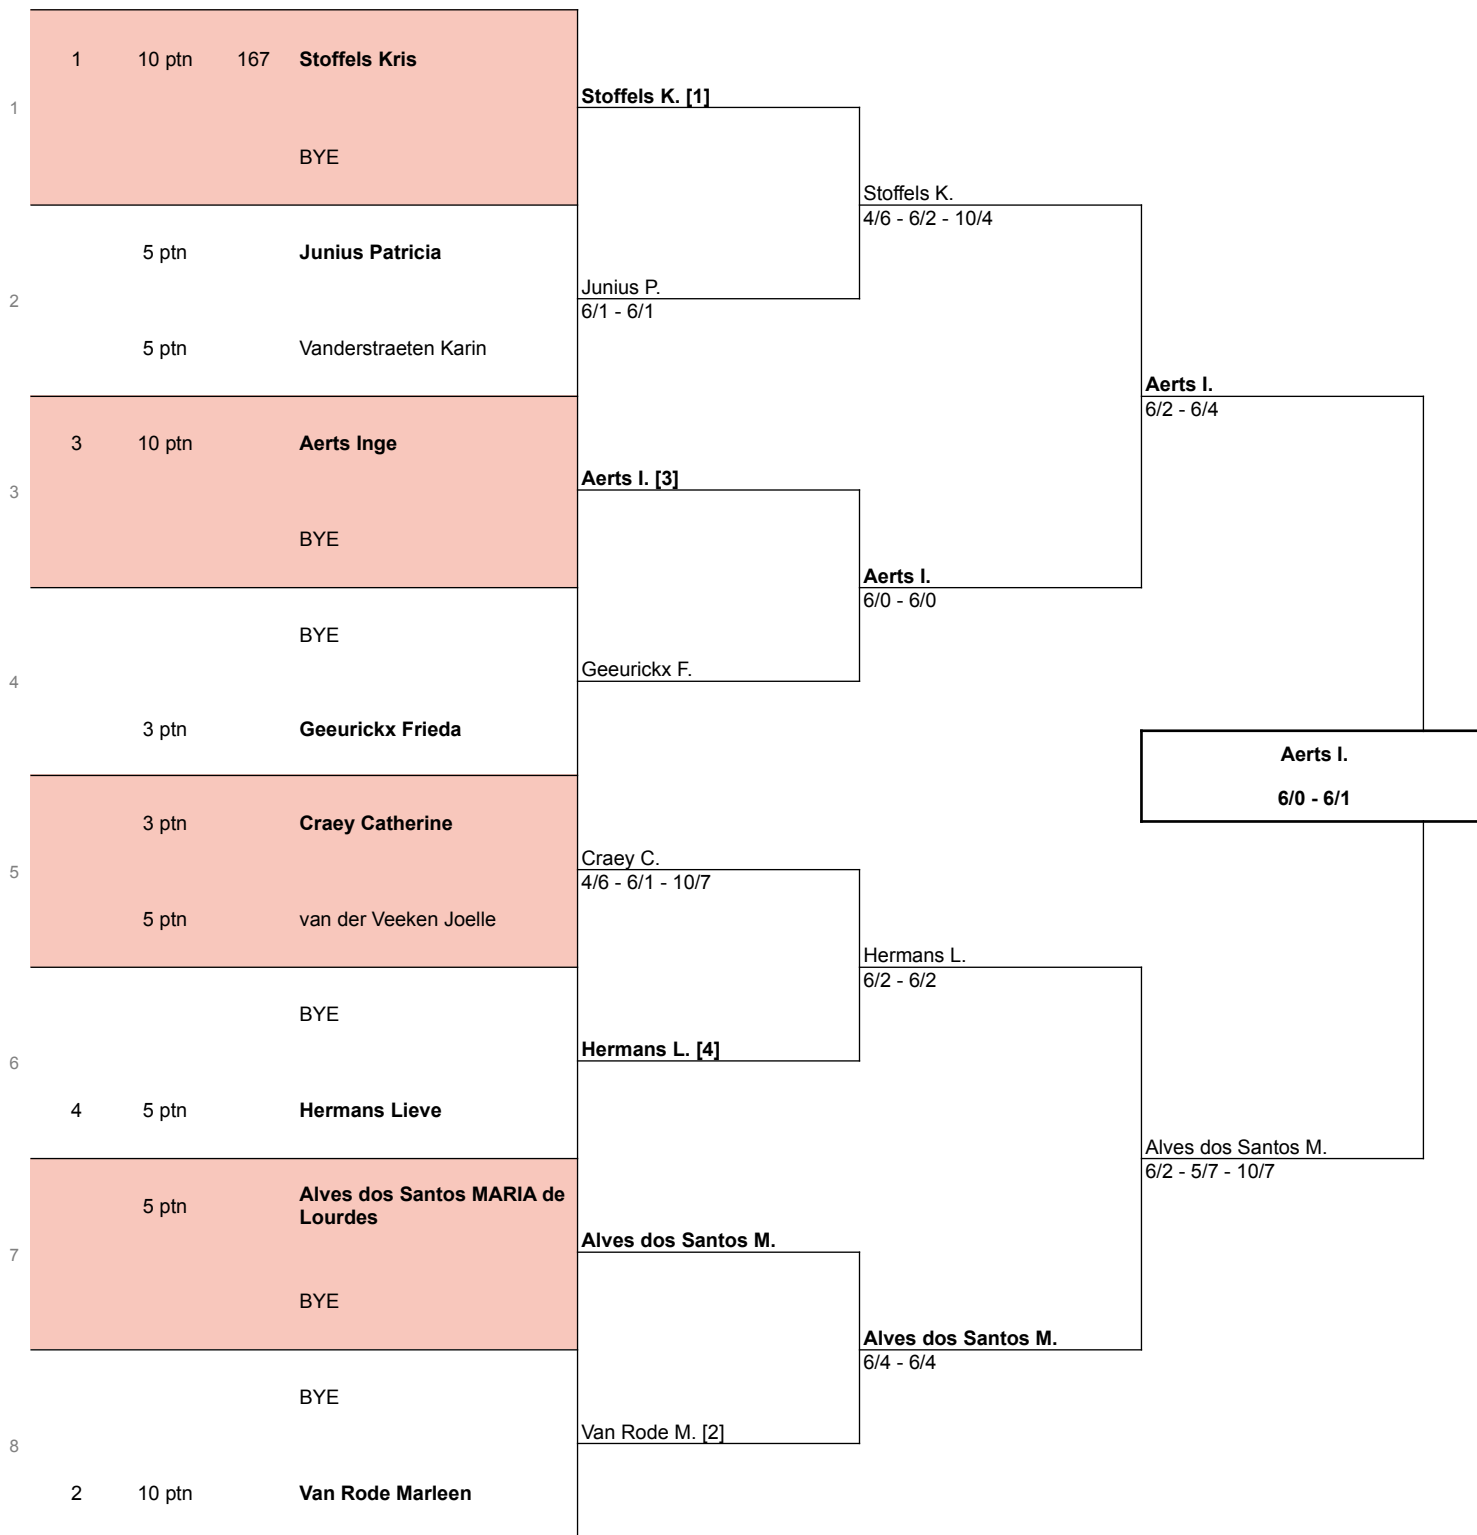 1 10 ptn 167 Stoffels Kris
1
BYE
5 ptn Junius Patricia
2
5 ptn Vanderstraeten Karin
3 10 ptn Aerts Inge
3
BYE
BYE
4
3 ptn Geeurickx Frieda
3 ptn Craey Catherine
5
5 ptn van der Veeken Joelle
BYE
6
4 5 ptn Hermans Lieve
5 ptn Alves dos Santos MARIA de
Lourdes
7
BYE
BYE
8
2 10 ptn Van Rode Marleen
Stoffels K. [1]
Junius P.
6/1 - 6/1
Aerts I. [3]
Geeurickx F.
Craey C.
4/6 - 6/1 - 10/7
Hermans L. [4]
Alves dos Santos M.
Van Rode M. [2]
Stoffels K.
4/6 - 6/2 - 10/4
Aerts I.
6/0 - 6/0
Hermans L.
6/2 - 6/2
Alves dos Santos M.
6/4 - 6/4
Aerts I.
6/2 - 6/4
Alves dos Santos M.
6/2 - 5/7 - 10/7
Aerts I.
6/0 - 6/1